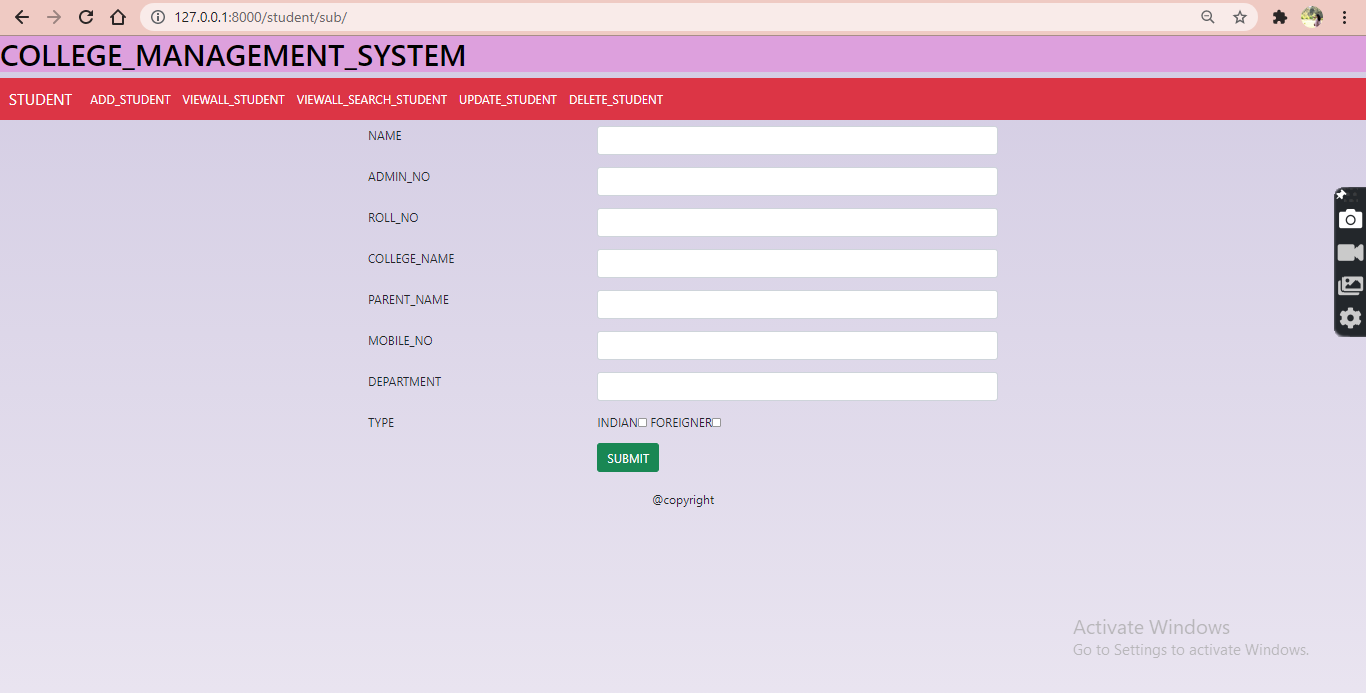 127.0.0.1:8000/student/sub/
COLLEGE_MANAGEMENT_SYSTEM
STUDENT ADD_STUDENT VIEWALL_STUDENT VIEWALL_SEARCH_STUDENT UPDATE_STUDENT DELETE_STUDENT
NAME
ADMIN_NO
ROLL_NO
COLLEGE_NAME
PARENT_NAME
MOBILE_NO
DEPARTMENT
TYPE INDIAN FOREIGNER
SUBMIT
@copyright
Activate Windows
Go to Settings to activate Windows.